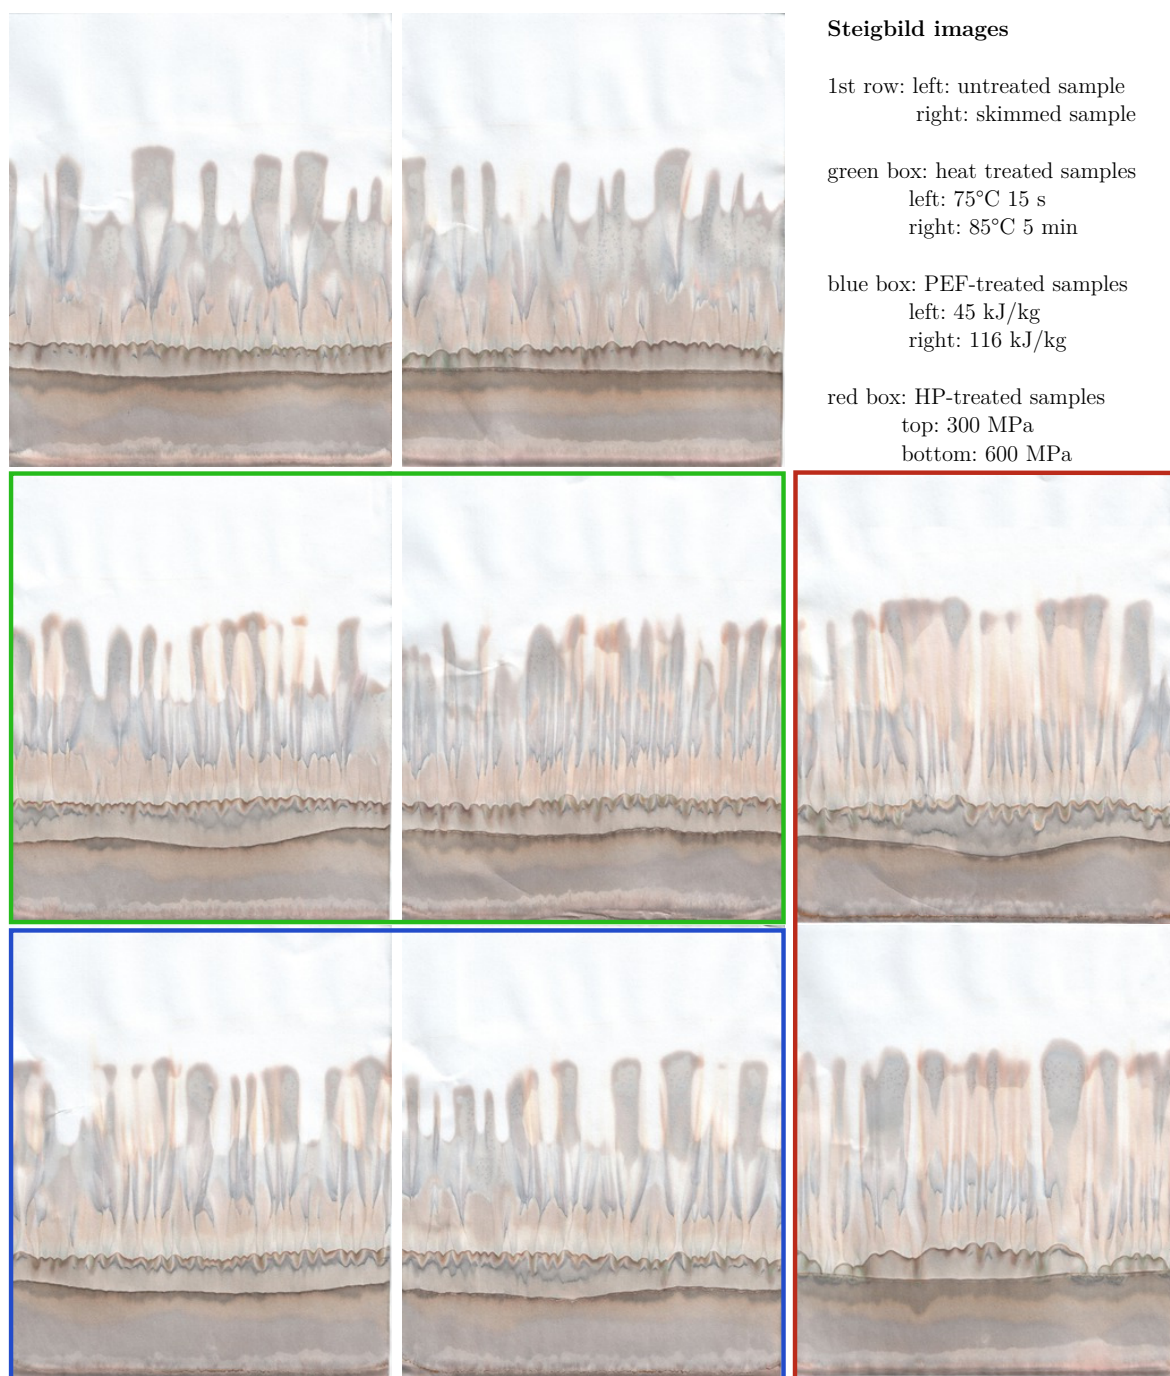 Steigbild images
1st row: left: untreated sample
right: skimmed sample
green box: heat treated samples
left: 75°C 15 s
right: 85°C 5 min
blue box: PEF-treated samples
left: 45 kJ/kg
right: 116 kJ/kg
red box: HP-treated samples
top: 300 MPa
bottom: 600 MPa